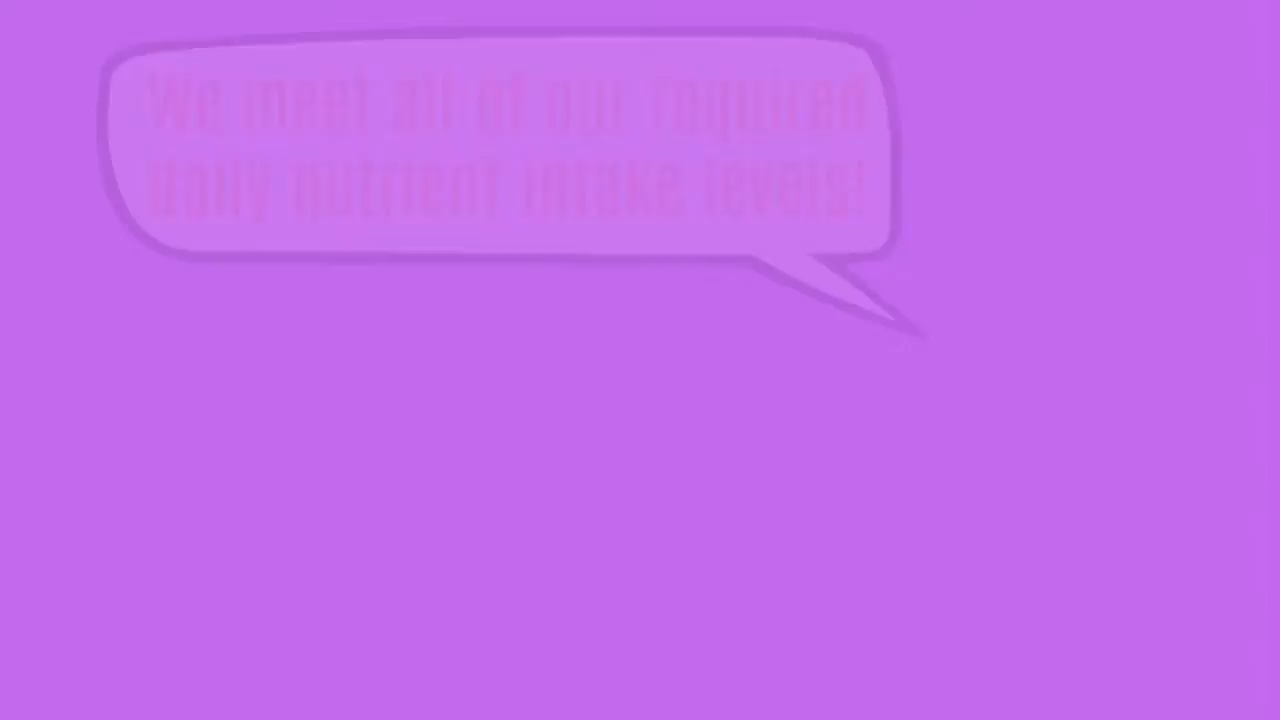 We meet all of our required
daily nutrient intake levels!